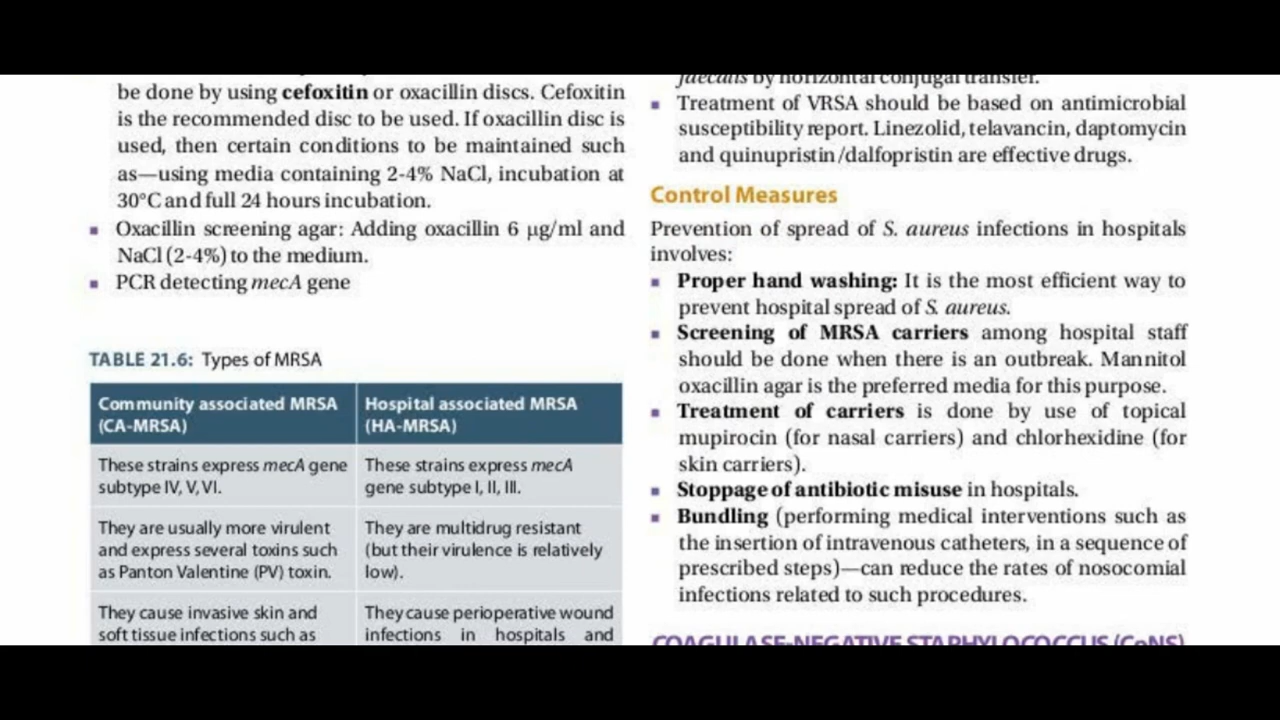 be done by using cefoxitin or oxacillin discs. Cefoxitin
is the recommended disc to be used. If oxacillin disc is
used, then certain conditions to be maintained such
as—using media containing 2-4% NaCl, incubation at
30°C and full 24 hours incubation.
▪ Oxacillin screening agar: Adding oxacillin 6 μg/ml and
NaCl (2-4%) to the medium.
▪ PCR detecting mecA gene
TABLE 21.6: Types of MRSA
Community associated MRSA
(CA-MRSA)
Hospital associated MRSA
(HA-MRSA)
These strains express mecA gene
subtype IV, V, VI.
These strains express mecA
gene subtype I, II, III.
They are usually more virulent
and express several toxins such
as Panton Valentine (PV) toxin.
They are multidrug resistant
(but their virulence is relatively
low).
They cause invasive skin and
soft tissue infections such as
They cause perioperative wound
infections in hospitals and
faecalis by horizontal conjugal transfer.
▪ Treatment of VRSA should be based on antimicrobial
susceptibility report. Linezolid, telavancin, daptomycin
and quinupristin/dalfopristin are effective drugs.
Control Measures
Prevention of spread of S. aureus infections in hospitals
involves:
▪ Proper hand washing: It is the most efficient way to
prevent hospital spread of S. aureus.
▪ Screening of MRSA carriers among hospital staff
should be done when there is an outbreak. Mannitol
oxacillin agar is the preferred media for this purpose.
▪ Treatment of carriers is done by use of topical
mupirocin (for nasal carriers) and chlorhexidine (for
skin carriers).
▪ Stoppage of antibiotic misuse in hospitals.
▪ Bundling (performing medical interventions such as
the insertion of intravenous catheters, in a sequence of
prescribed steps)—can reduce the rates of nosocomial
infections related to such procedures.
COAGULASE-NEGATIVE STAPHYLOCOCCUS (CoNS)